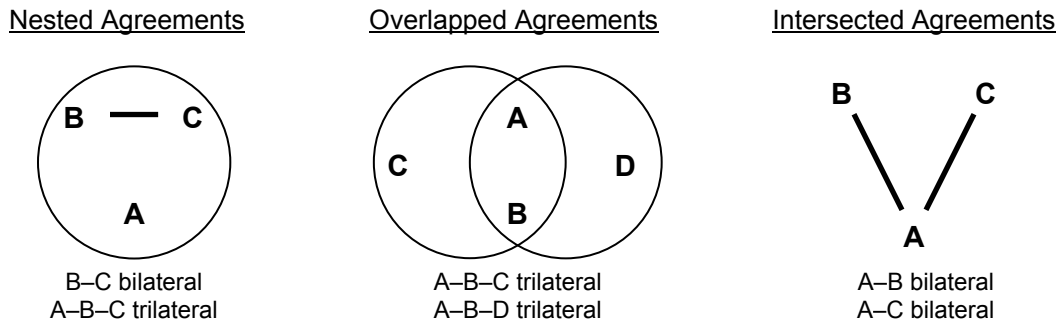 Nested Agreements
B C
A
B–C bilateral
A–B–C trilateral
Overlapped Agreements
A
C D
B
A–B–C trilateral
A–B–D trilateral
Intersected Agreements
B C
A
A–B bilateral
A–C bilateral